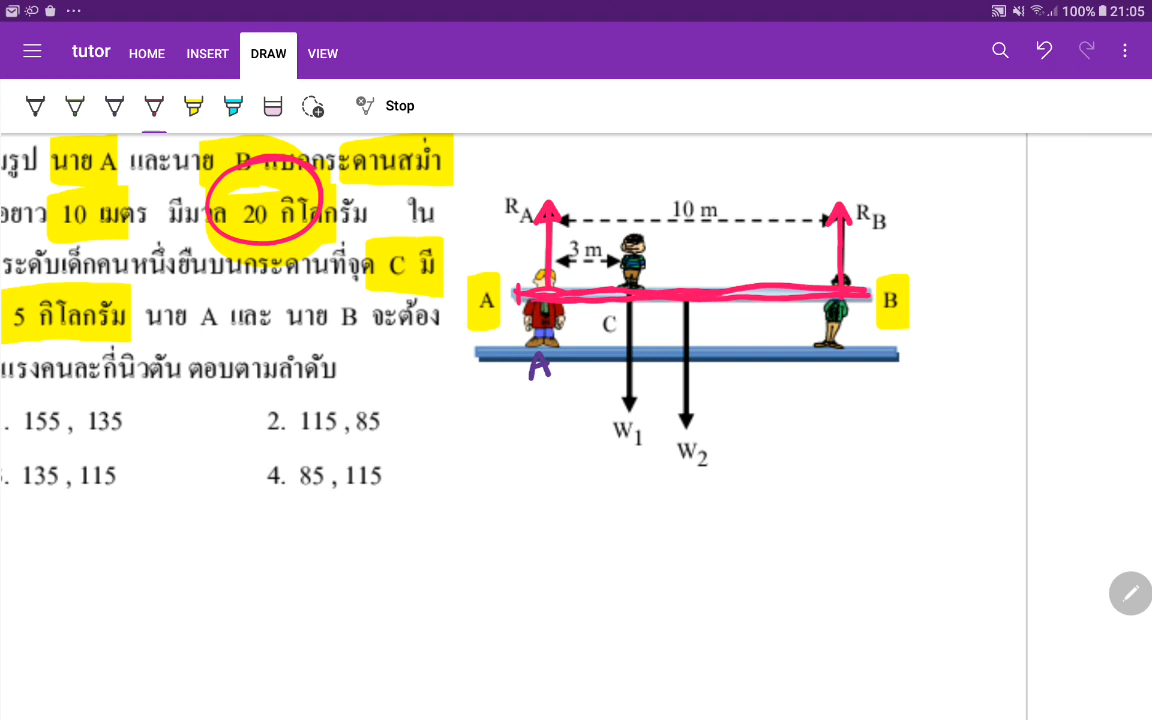 100% 21:05
tutor HOME INSERT DRAW VIEW
Stop
นาย A และนาย B แบกกระดานสม่ำ
10 เมตร มีมวล 20 กิโลกรัม ใน
ระดับเด็กคนหนึ่งยืนบนกระดานที่จุด C มี
5 กิโลกรัม นาย A และ นาย B จะต้อง
แรงคนละกี่นิวตัน ตอบตามลำดับ
. 155 , 135 2. 115 , 85
. 135 , 115 4. 85 , 115
RA 10 m RB
3 m
A B
C
A
W1
W2